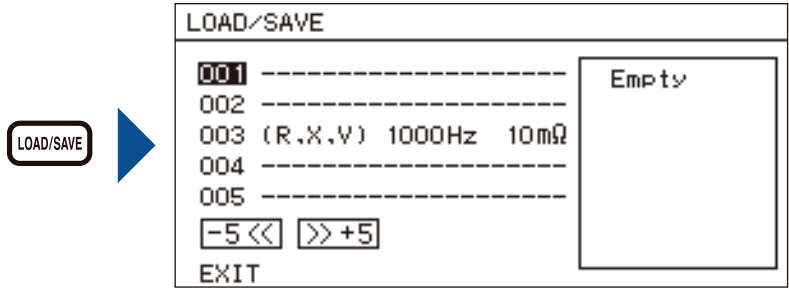 LOAD/SAVE
LOAD/SAVE
001 --------------------
002 --------------------
003 (R,X,V) 1000Hz 10mΩ
004 --------------------
005 --------------------
-5<< >>+5
EXIT
Empty